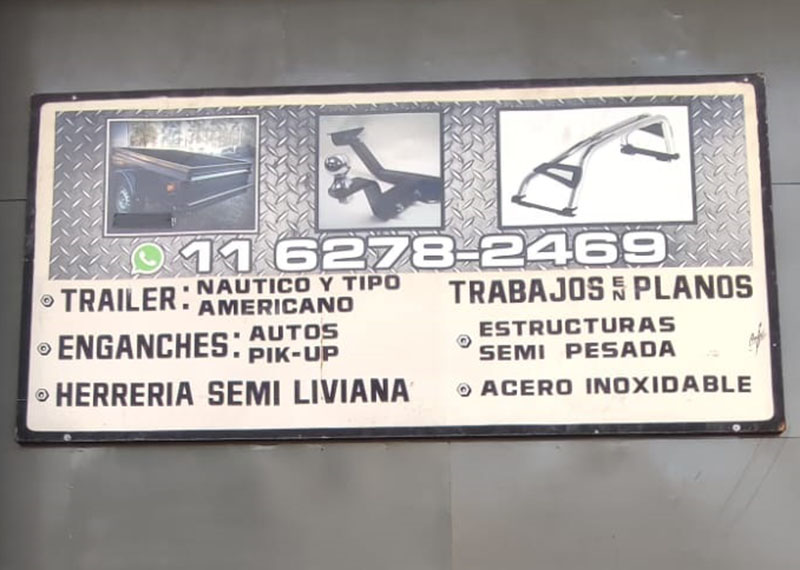 11 6278-2469
TRAILER: NAUTICO Y TIPO
AMERICANO
ENGANCHES: AUTOS
PIK-UP
HERRERIA SEMI LIVIANA
TRABAJOS EN PLANOS
ESTRUCTURAS
SEMI PESADA
ACERO INOXIDABLE